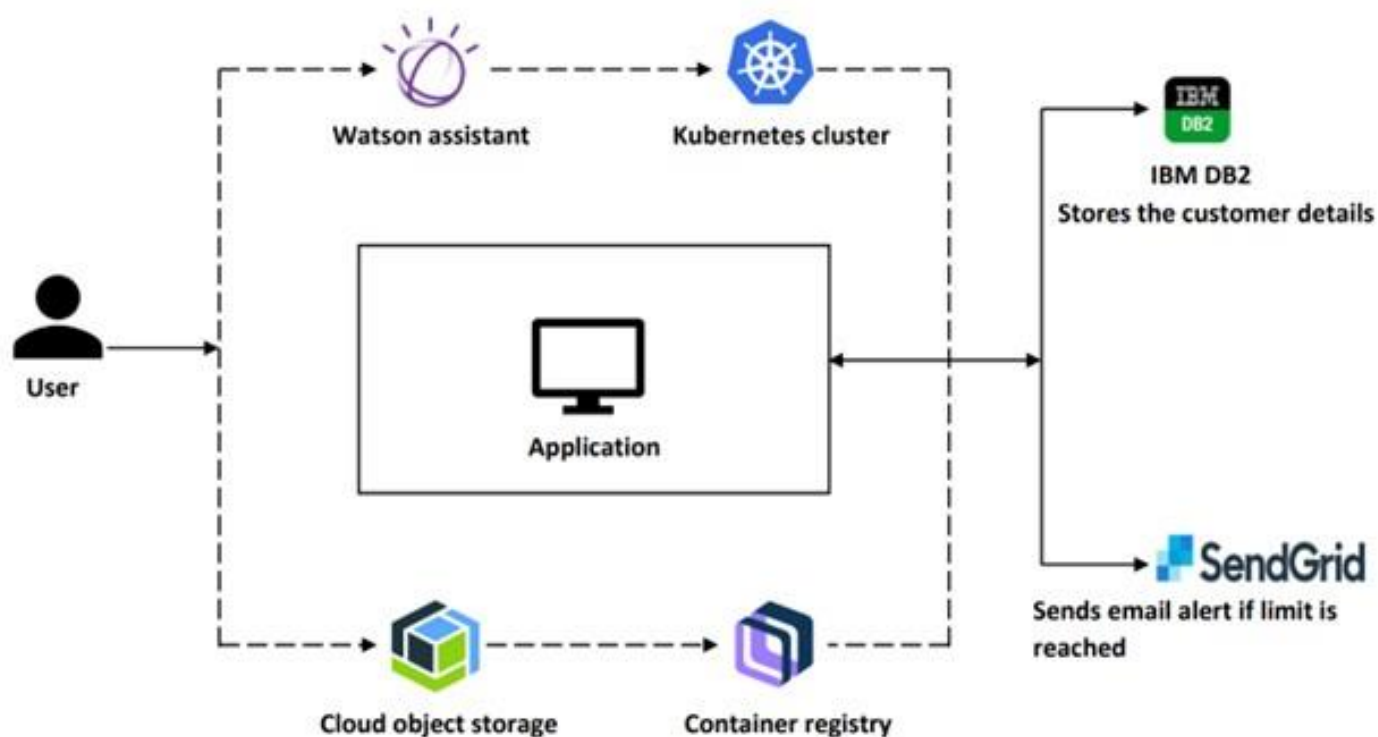 Watson assistant
Kubernetes cluster
IBM
DB2
IBM DB2
Stores the customer details
User
Application
SendGrid
Sends email alert if limit is
reached
Cloud object storage
Container registry